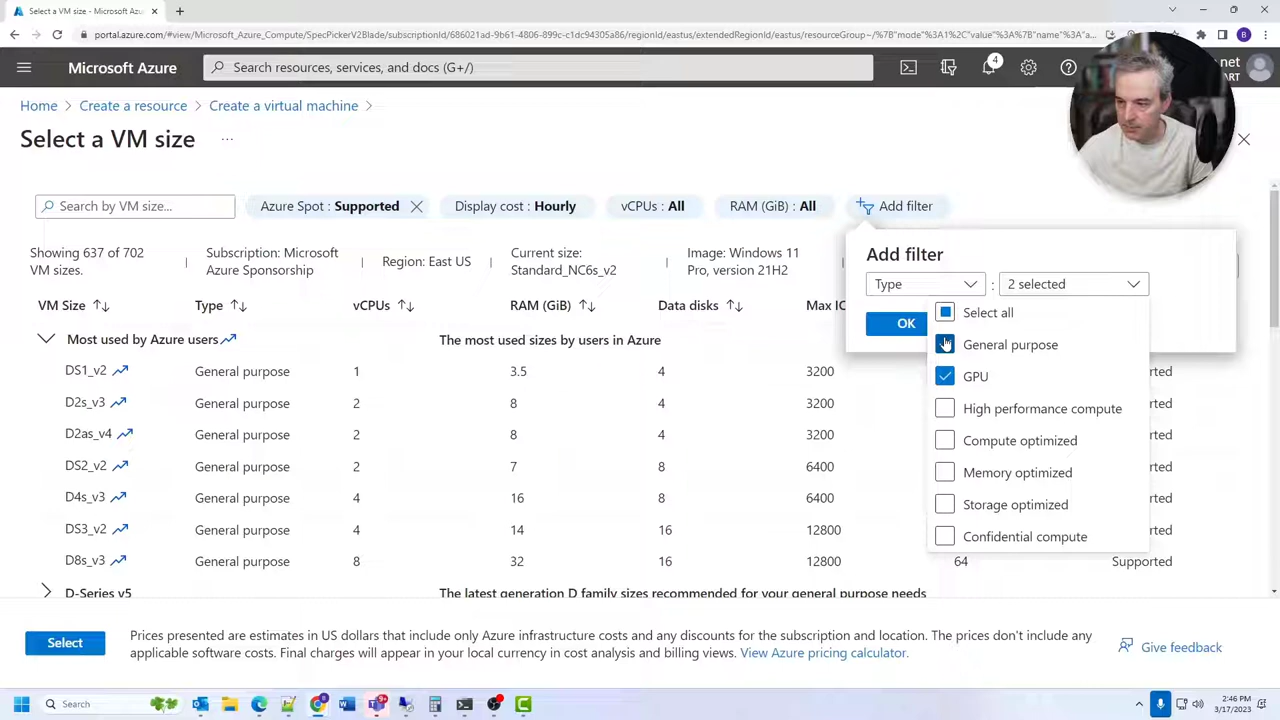 Select a VM size - Microsoft Az
portal.azure.com/#view/Microsoft_Azure_Compute/SpecPickerV2Blade/subscriptionId/686021ad-9b61-4806-899c-c1dc94305a86/regionId/eastus/extendedRegionId/eastus/resourceGroup~/%7B"mode"%3A1%2C"value"%3A%7B"name"%3A"a...
B
Microsoft Azure
Search resources, services, and docs (G+/)
4
net
ART
Home > Create a resource > Create a virtual machine >
Select a VM size
...
Search by VM size...
Azure Spot : Supported
Display cost : Hourly
vCPUs : All
RAM (GiB) : All
Add filter
Showing 637 of 702
VM sizes.
Subscription: Microsoft
Azure Sponsorship
Region: East US
Current size:
Standard_NC6s_v2
Image: Windows 11
Pro, version 21H2
Add filter
Type : 2 selected
OK
Select all
General purpose
GPU
High performance compute
Compute optimized
Memory optimized
Storage optimized
Confidential compute
VM Size Type vCPUs RAM (GiB) Data disks Max IO
Most used by Azure users The most used sizes by users in Azure
DS1_v2 General purpose 1 3.5 4 3200 rted
D2s_v3 General purpose 2 8 4 3200 rted
D2as_v4 General purpose 2 8 4 3200 rted
DS2_v2 General purpose 2 7 8 6400 rted
D4s_v3 General purpose 4 16 8 6400 rted
DS3_v2 General purpose 4 14 16 12800 rted
D8s_v3 General purpose 8 32 16 12800 64 Supported
D-Series v5 The latest generation D family sizes recommended for your general purpose needs
Select
Prices presented are estimates in US dollars that include only Azure infrastructure costs and any discounts for the subscription and location. The prices don't include any
applicable software costs. Final charges will appear in your local currency in cost analysis and billing views. View Azure pricing calculator.
Give feedback
Search
9+
2:46 PM
3/17/2023